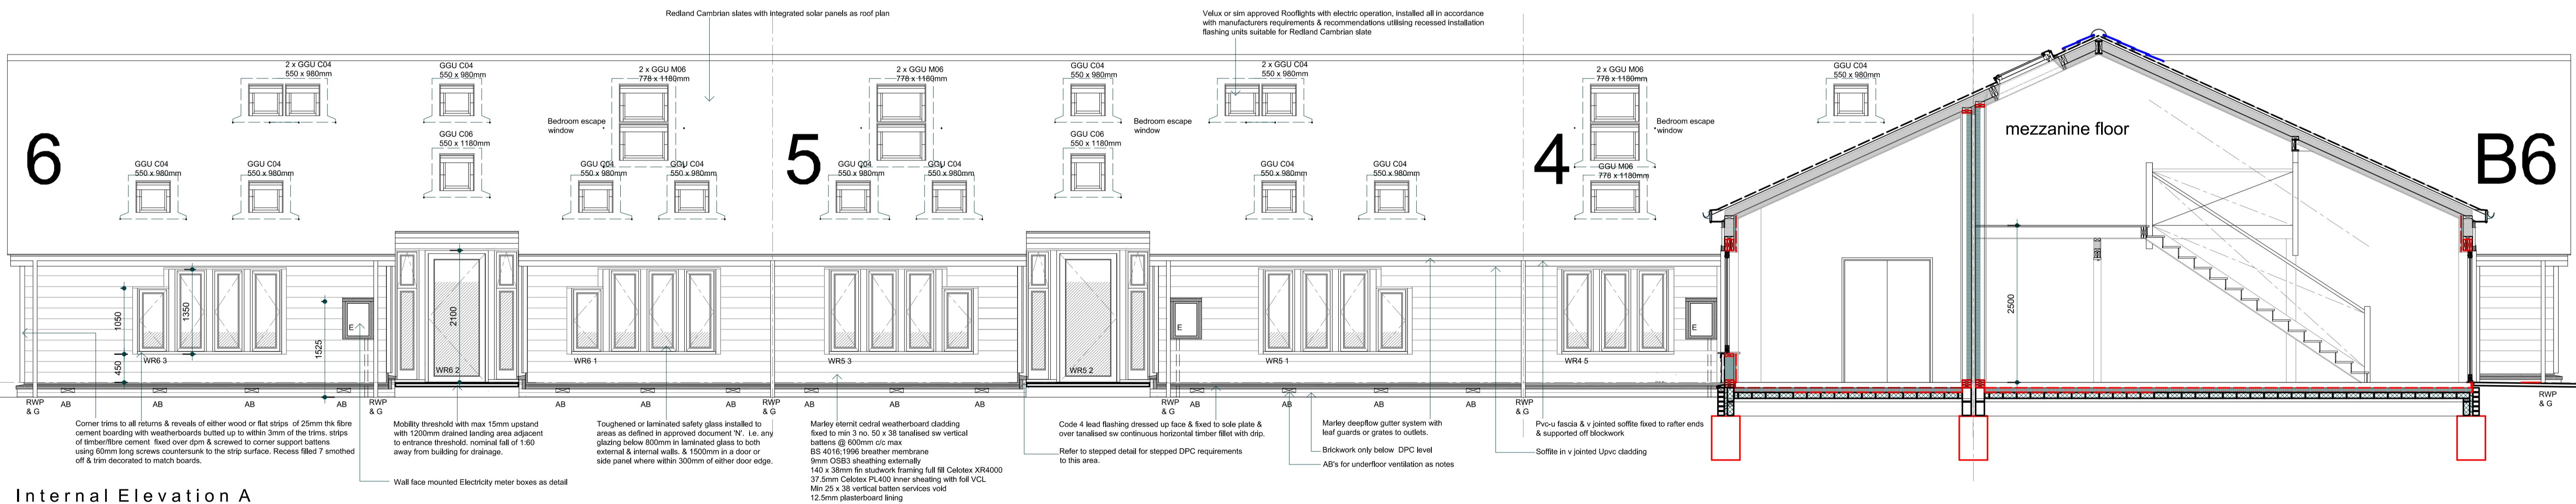 Redland Cambrian slates with integrated solar panels as roof plan
Velux or sim approved Rooflights with electric operation, installed all in accordance
with manufacturers requirements & recommendations utilising recessed installation
flashing units suitable for Redland Cambrian slate
2 x GGU C04
550 x 980mm
GGU C04
550 x 980mm
2 x GGU M06
778 x 1180mm
2 x GGU M06
778 x 1180mm
GGU C04
550 x 980mm
2 x GGU C04
550 x 980mm
2 x GGU M06
778 x 1180mm
GGU C04
550 x 980mm
Bedroom escape
window
Bedroom escape
window
Bedroom escape
window
mezzanine floor
6
5
4
B6
GGU C06
550 x 1180mm
GGU C06
550 x 1180mm
GGU C04
550 x 980mm
GGU C04
550 x 980mm
GGU C04
550 x 980mm
GGU C04
550 x 980mm
GGU C04
550 x 980mm
GGU C04
550 x 980mm
GGU C04
550 x 980mm
GGU C04
550 x 980mm
GGU M06
778 x 1180mm
1050
450
1350
1525
2100
2500
E
E
E
WR6 3
WR6 2
WR6 1
WR5 3
WR5 2
WR5 1
WR4 5
RWP
& G
AB
AB
AB
AB
RWP
& G
AB
AB
AB
RWP
& G
AB
AB
AB
RWP
& G
AB
AB
AB
AB
RWP
& G
AB
AB
RWP
& G
Corner trims to all returns & reveals of either wood or flat strips of 25mm thk fibre
cement boarding with weatherboards butted up to within 3mm of the trims. strips
of timber/fibre cement fixed over dpm & screwed to corner support battens
using 60mm long screws countersunk to the strip surface. Recess filled 7 smothed
off & trim decorated to match boards.
Wall face mounted Electricity meter boxes as detail
Mobility threshold with max 15mm upstand
with 1200mm drained landing area adjacent
to entrance threshold. nominal fall of 1:60
away from building for drainage.
Toughened or laminated safety glass installed to
areas as defined in approved document 'N'. i.e. any
glazing below 800mm in laminated glass to both
external & internal walls. & 1500mm in a door or
side panel where within 300mm of either door edge.
Marley eternit cedral weatherboard cladding
fixed to min 3 no. 50 x 38 tanalised sw vertical
battens @ 600mm c/c max
BS 4016;1996 breather membrane
9mm OSB3 sheathing externally
140 x 38mm fin studwork framing full fill Celotex XR4000
37.5mm Celotex PL400 inner sheating with foil VCL
Min 25 x 38 vertical batten services void
12.5mm plasterboard lining
Code 4 lead flashing dressed up face & fixed to sole plate &
over tanalised sw continuous horizontal timber fillet with drip.
Refer to stepped detail for stepped DPC requirements
to this area.
Marley deepflow gutter system with
leaf guards or grates to outlets.
Brickwork only below DPC level
AB's for underfloor ventilation as notes
Pvc-u fascia & v jointed soffite fixed to rafter ends
& supported off blockwork
Soffite in v jointed Upvc cladding
Internal Elevation A